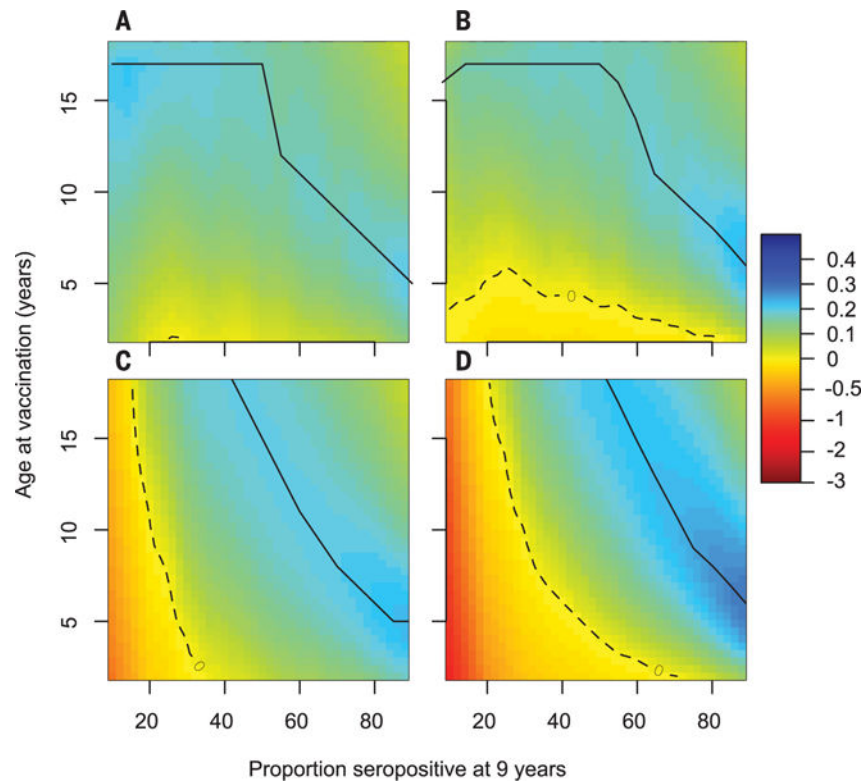 A
B
15
10
5
0
0.4
0.3
0.2
0.1
0
-0.5
-1
-2
-3
C
D
15
10
5
0
0
20 40 60 80
20 40 60 80
Age at vaccination (years)
Proportion seropositive at 9 years